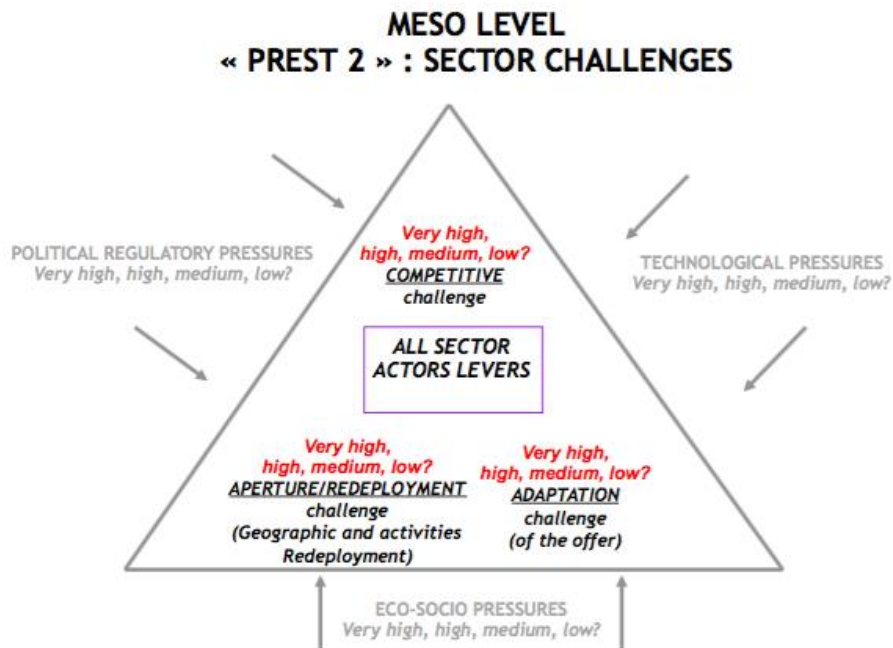 MESO LEVEL
« PREST 2 » : SECTOR CHALLENGES
Very high,
high, medium, low?
COMPETITIVE
challenge
POLITICAL REGULATORY PRESSURES
Very high, high, medium, low?
TECHNOLOGICAL PRESSURES
Very high, high, medium, low?
ALL SECTOR
ACTORS LEVERS
Very high,
high, medium, low?
APERTURE/REDEPLOYMENT
challenge
(Geographic and activities
Redeployment)
Very high,
high, medium, low?
ADAPTATION
challenge
(of the offer)
ECO-SOCIO PRESSURES
Very high, high, medium, low?